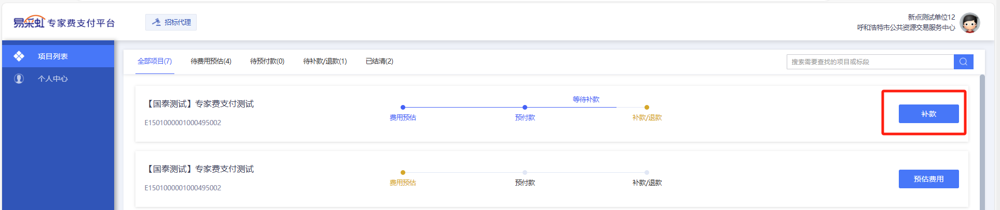 易采虹 专家费支付平台
招标代理
新点测试单位12
呼和浩特市公共资源交易服务中心
项目列表
个人中心
全部项目(7) 待费用预估(4) 待预付款(0) 待补款/退款(1) 已结清(2)
搜索需要查找的项目或标段
【国泰测试】专家费支付测试
E1501000001000495002
等待补款
费用预估 预付款 补款/退款
补款
【国泰测试】专家费支付测试
E1501000001000495002
费用预估 预付款 补款/退款
预估费用